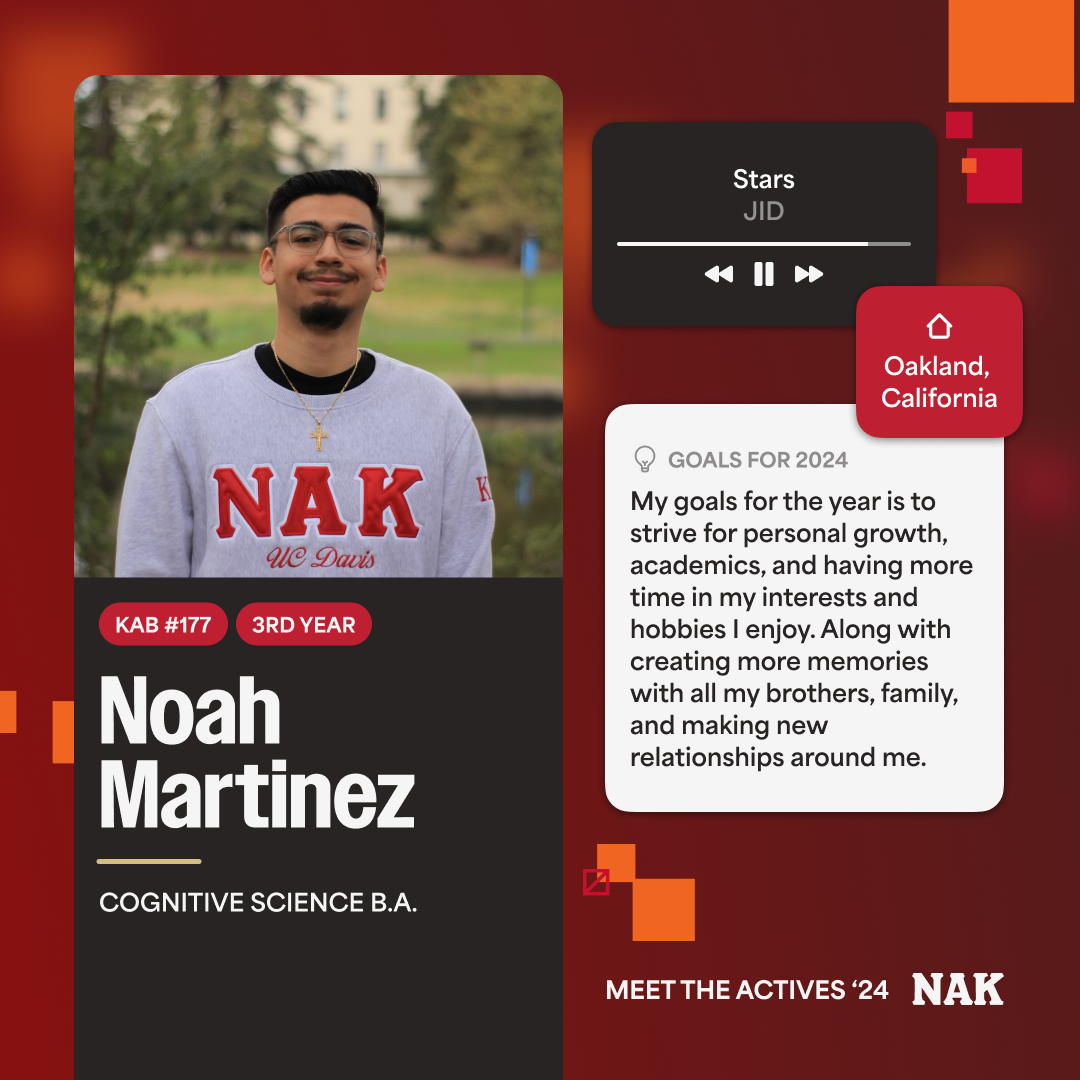 NAK
K
UC Davis
KAB #177
3RD YEAR
Noah
Martinez
COGNITIVE SCIENCE B.A.
Stars
JID
Oakland,
California
GOALS FOR 2024
My goals for the year is to
strive for personal growth,
academics, and having more
time in my interests and
hobbies I enjoy. Along with
creating more memories
with all my brothers, family,
and making new
relationships around me.
MEET THE ACTIVES ‘24 NAK